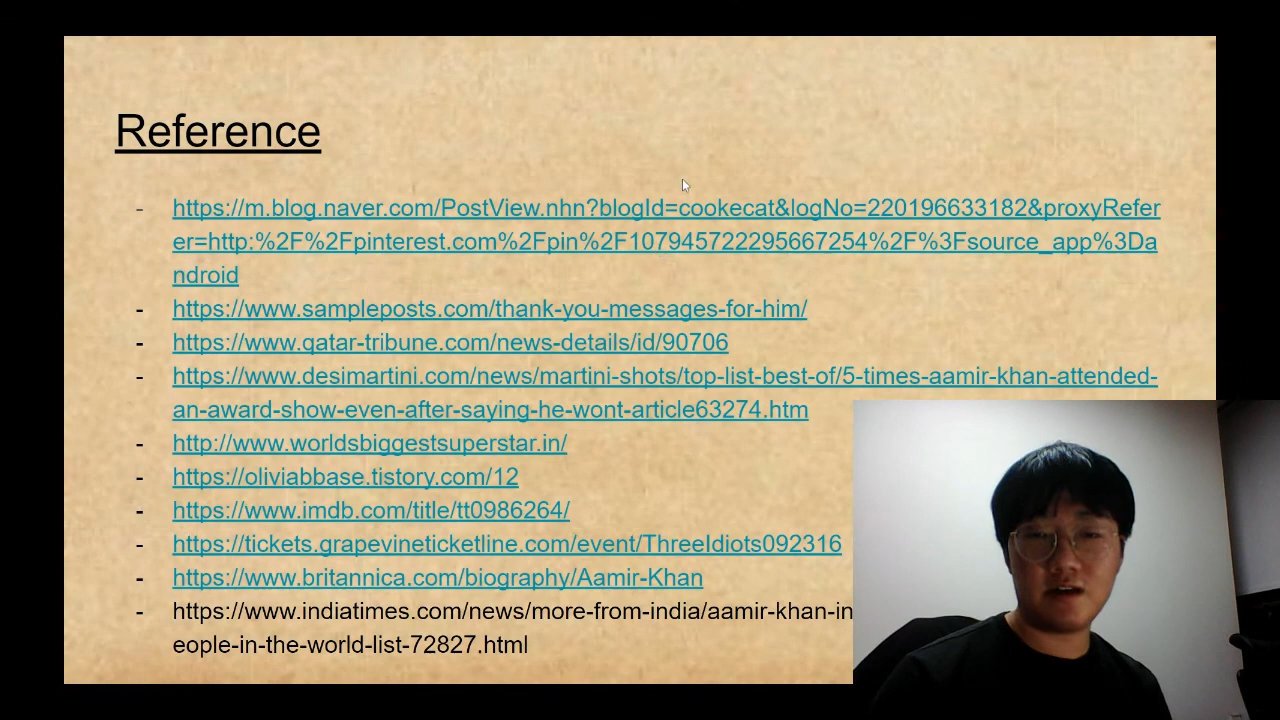 Reference
- https://m.blog.naver.com/PostView.nhn?blogId=cookecat&logNo=220196633182&proxyRefer
er=http:%2F%2Fpinterest.com%2Fpin%2F107945722295667254%2F%3Fsource_app%3Da
ndroid
- https://www.sampleposts.com/thank-you-messages-for-him/
- https://www.qatar-tribune.com/news-details/id/90706
- https://www.desimartini.com/news/martini-shots/top-list-best-of/5-times-aamir-khan-attended-
an-award-show-even-after-saying-he-wont-article63274.htm
- http://www.worldsbiggestsuperstar.in/
- https://oliviabbase.tistory.com/12
- https://www.imdb.com/title/tt0986264/
- https://tickets.grapevineticketline.com/event/ThreeIdiots092316
- https://www.britannica.com/biography/Aamir-Khan
- https://www.indiatimes.com/news/more-from-india/aamir-khan-in
eople-in-the-world-list-72827.html